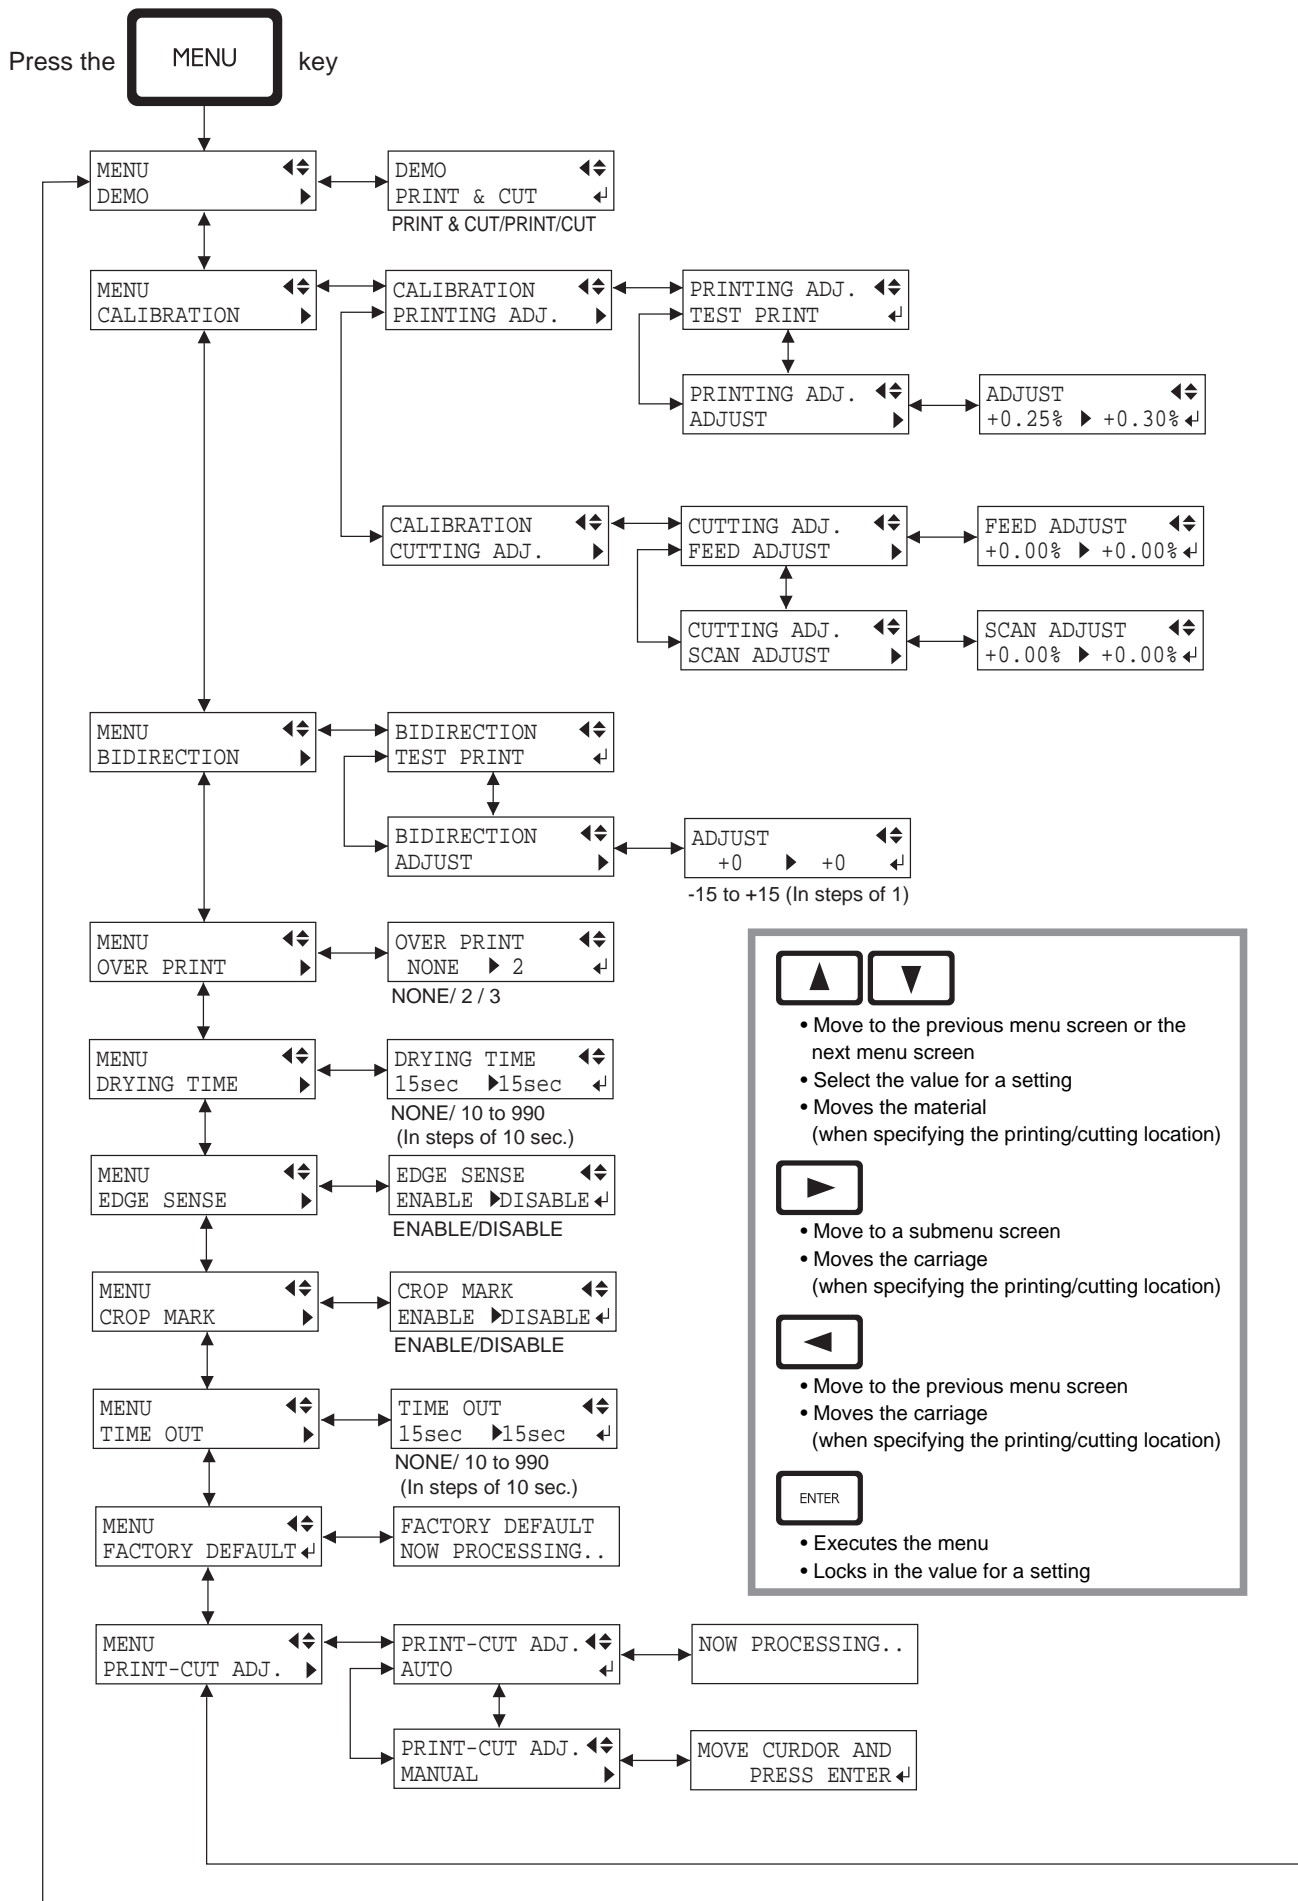 Press the MENU key
MENU
DEMO
DEMO
PRINT & CUT
PRINT & CUT/PRINT/CUT
MENU
CALIBRATION
CALIBRATION
PRINTING ADJ.
PRINTING ADJ.
TEST PRINT
PRINTING ADJ.
ADJUST
ADJUST
+0.25% +0.30%
CALIBRATION
CUTTING ADJ.
CUTTING ADJ.
FEED ADJUST
FEED ADJUST
+0.00% +0.00%
CUTTING ADJ.
SCAN ADJUST
SCAN ADJUST
+0.00% +0.00%
MENU
BIDIRECTION
BIDIRECTION
TEST PRINT
BIDIRECTION
ADJUST
ADJUST
+0 +0
-15 to +15 (In steps of 1)
MENU
OVER PRINT
OVER PRINT
NONE 2
NONE/ 2 / 3
MENU
DRYING TIME
DRYING TIME
15sec 15sec
NONE/ 10 to 990
(In steps of 10 sec.)
MENU
EDGE SENSE
EDGE SENSE
ENABLE DISABLE
ENABLE/DISABLE
MENU
CROP MARK
CROP MARK
ENABLE DISABLE
ENABLE/DISABLE
MENU
TIME OUT
TIME OUT
15sec 15sec
NONE/ 10 to 990
(In steps of 10 sec.)
MENU
FACTORY DEFAULT
FACTORY DEFAULT
NOW PROCESSING..
MENU
PRINT-CUT ADJ.
PRINT-CUT ADJ.
AUTO
NOW PROCESSING..
PRINT-CUT ADJ.
MANUAL
MOVE CURDOR AND
PRESS ENTER
• Move to the previous menu screen or the
next menu screen
• Select the value for a setting
• Moves the material
(when specifying the printing/cutting location)
• Move to a submenu screen
• Moves the carriage
(when specifying the printing/cutting location)
• Move to the previous menu screen
• Moves the carriage
(when specifying the printing/cutting location)
ENTER
• Executes the menu
• Locks in the value for a setting